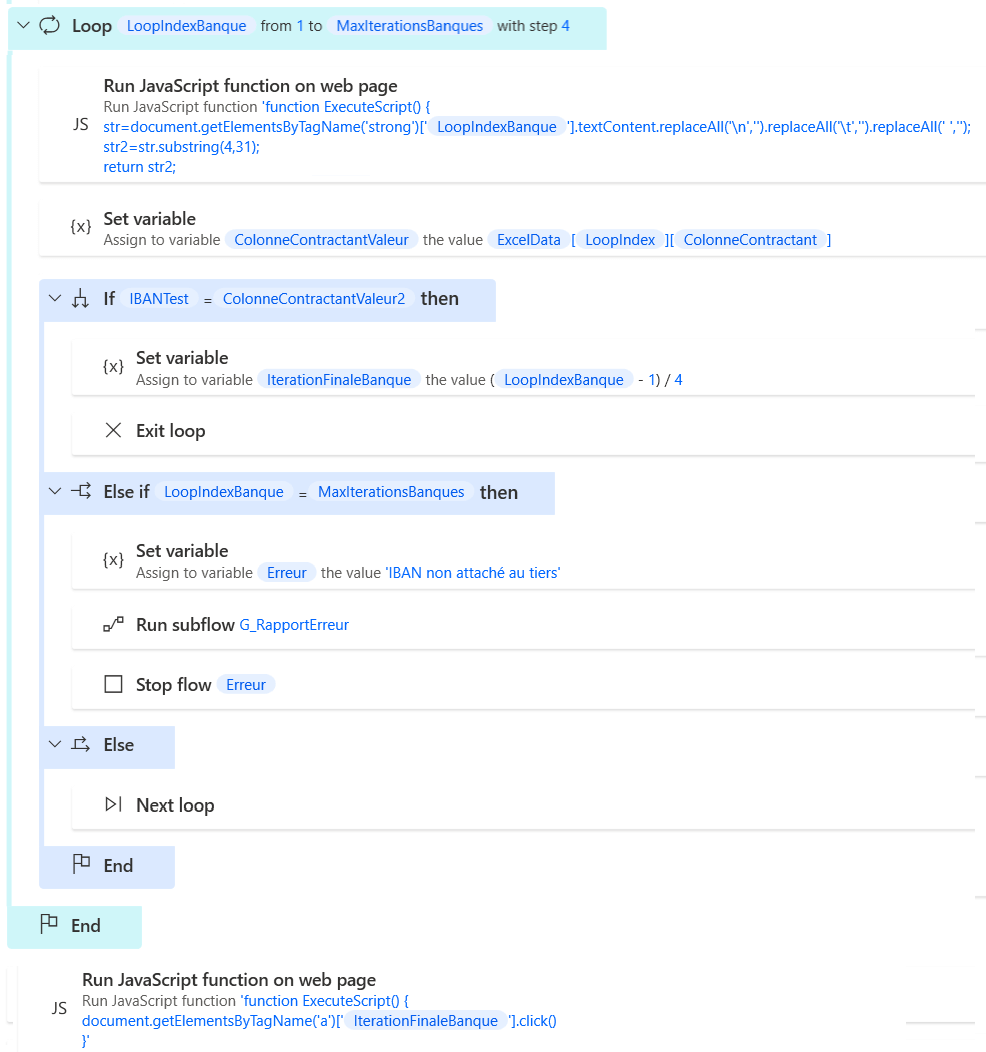 Loop LoopIndexBanque from 1 to MaxIterationsBanques with step 4
Run JavaScript function on web page
Run JavaScript function 'function ExecuteScript() {
JS
str=document.getElementsByTagName('strong')[' LoopIndexBanque '].textContent.replaceAll('\n','').replaceAll('\t','').replaceAll(' ','');
str2=str.substring(4,31);
return str2;
{x} Set variable
Assign to variable ColonneContractantValeur the value ExcelData [ LoopIndex ][ ColonneContractant ]
If IBANTest = ColonneContractantValeur2 then
{x} Set variable
Assign to variable IterationFinaleBanque the value ( LoopIndexBanque - 1) / 4
Exit loop
Else if LoopIndexBanque = MaxIterationsBanques then
{x} Set variable
Assign to variable Erreur the value 'IBAN non attaché au tiers'
Run subflow G_RapportErreur
Stop flow Erreur
Else
Next loop
End
End
Run JavaScript function on web page
Run JavaScript function 'function ExecuteScript() {
JS
document.getElementsByTagName('a')[' IterationFinaleBanque '].click()
}'